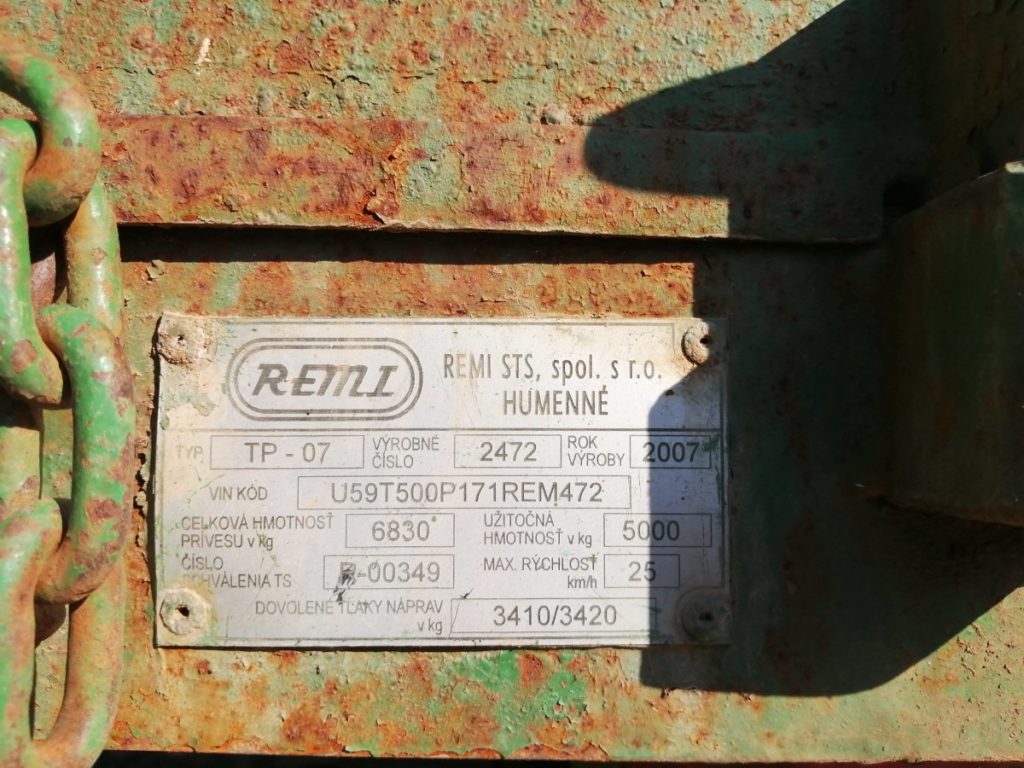 REMI
REMI STS, spol. s r.o.
HUMENNÉ
TYP. TP - 07 VÝROBNÉ ČÍSLO 2472 ROK VÝROBY 2007
VIN KÓD U59T500P171REM472
CELKOVÁ HMOTNOSŤ PRÍVESU v kg 6830 UŽITOČNÁ HMOTNOSŤ v kg 5000
ČÍSLO SCHVÁLENIA TS P-00349 MAX. RÝCHLOSŤ km/h 25
DOVOLENÉ TLAKY NÁPRAV v kg 3410/3420